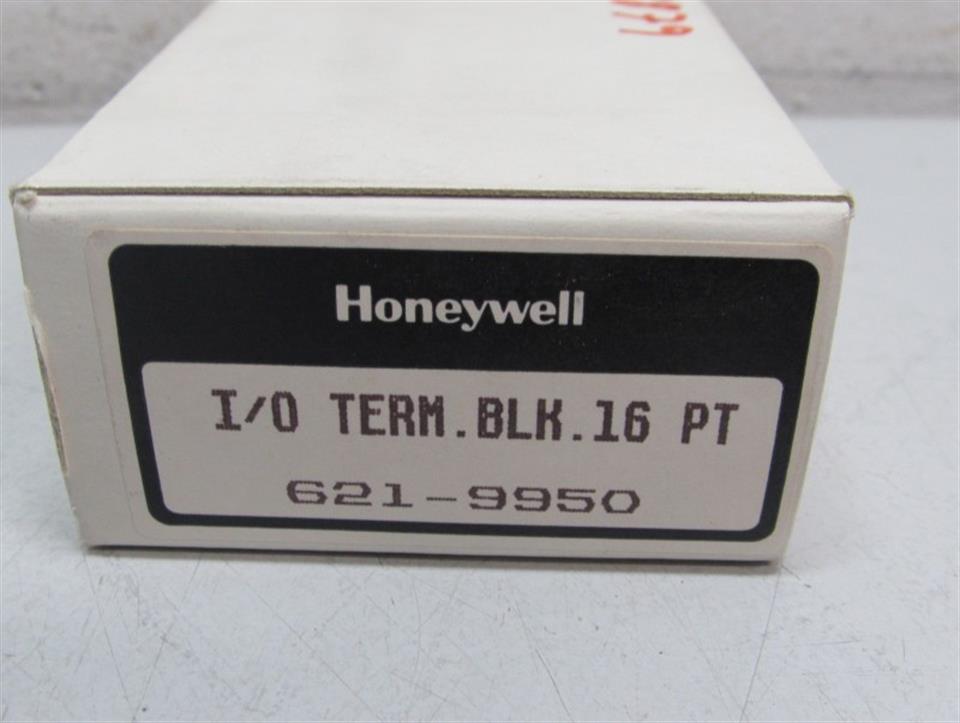 Honeywell
I/O TERM.BLK.16 PT
621-9950